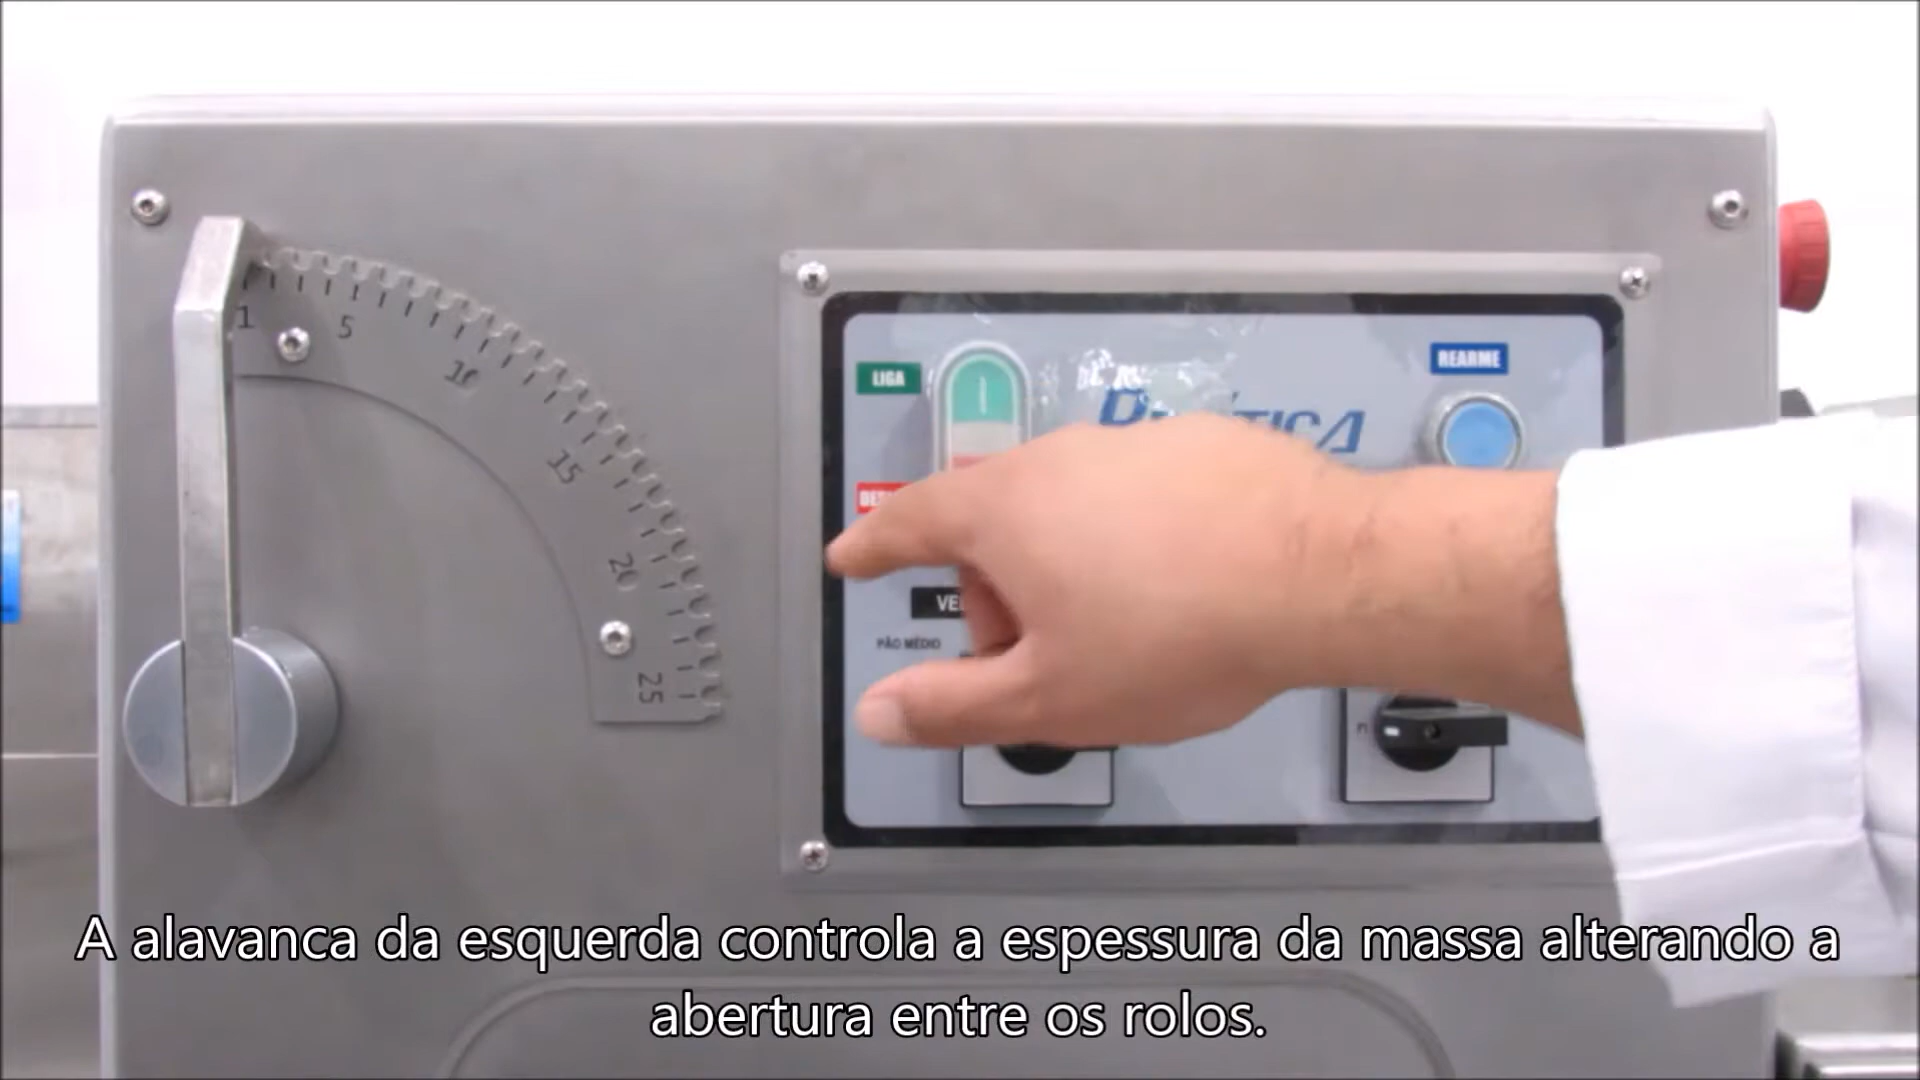 1
5
10
15
20
25
LIGA
REARME
PÃO MÉDIO
A alavanca da esquerda controla a espessura da massa alterando a
abertura entre os rolos.